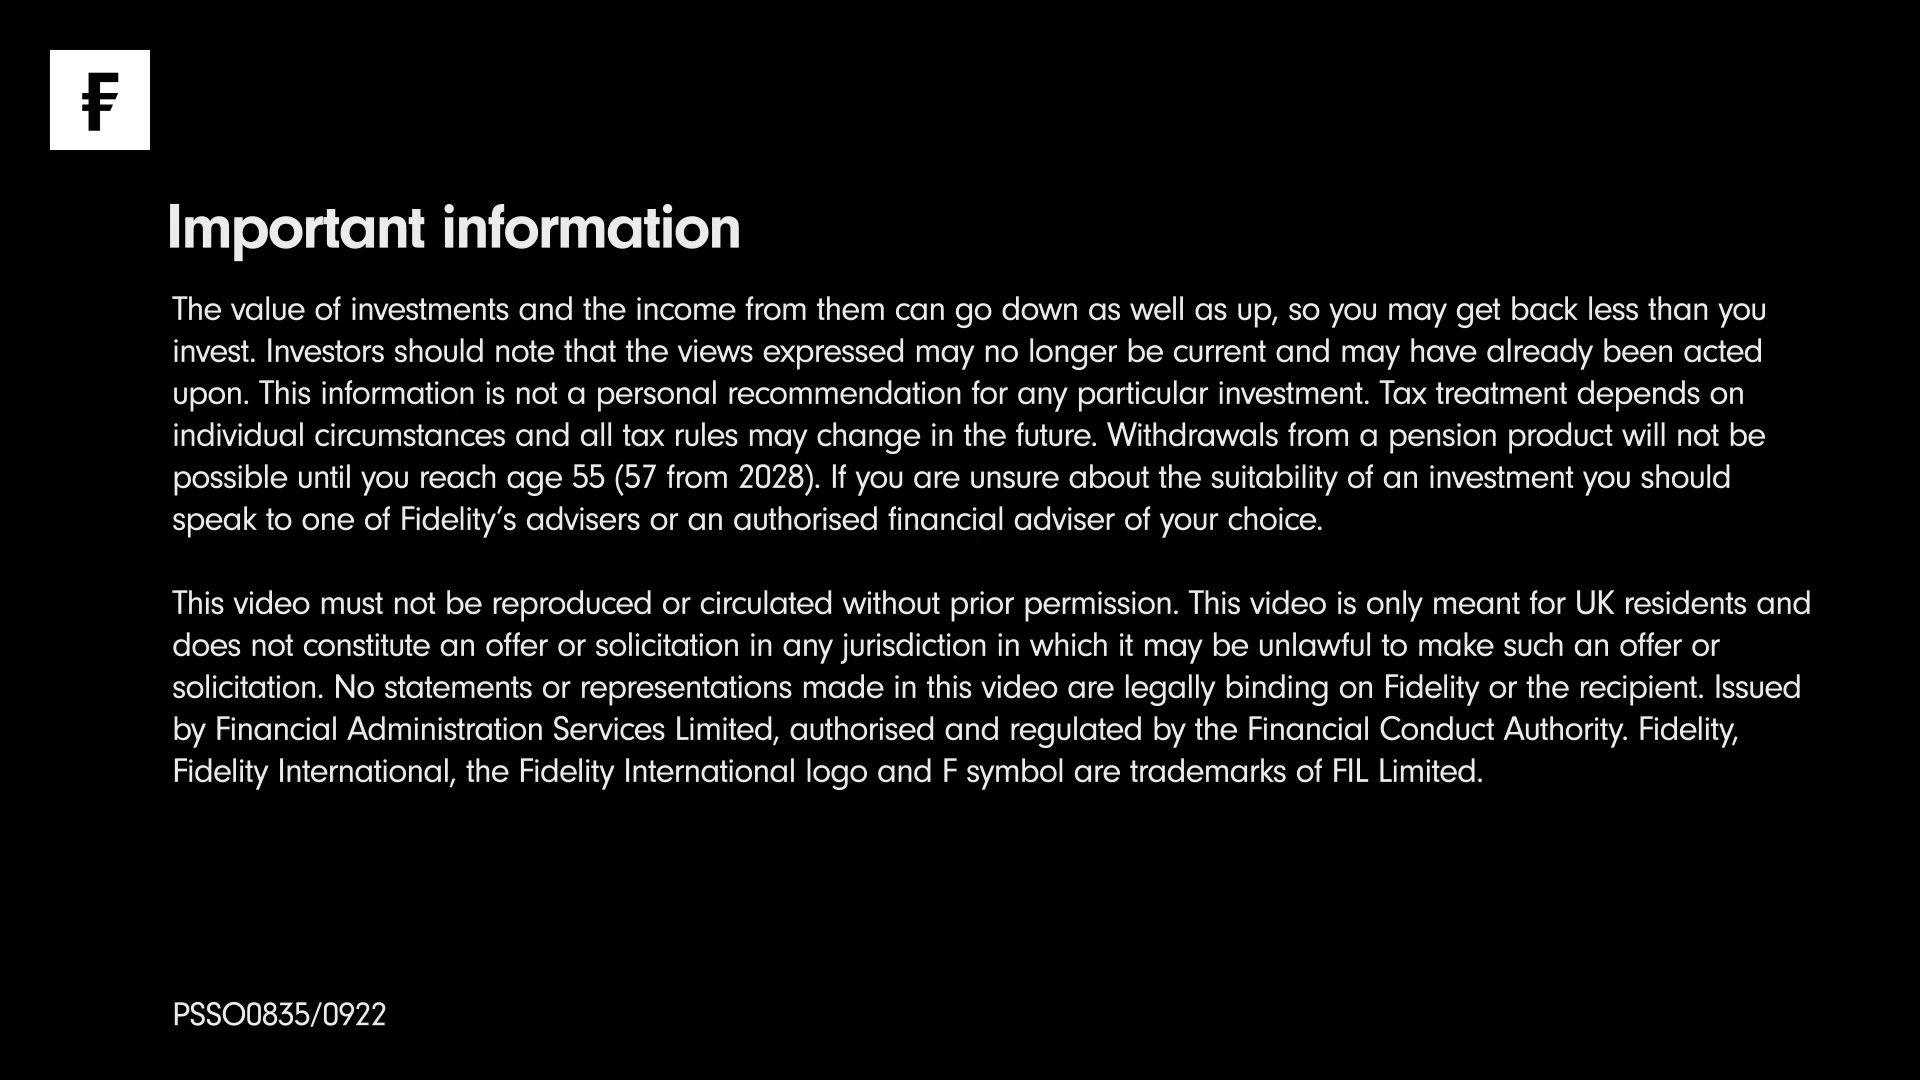 Important information
The value of investments and the income from them can go down as well as up, so you may get back less than you
invest. Investors should note that the views expressed may no longer be current and may have already been acted
upon. This information is not a personal recommendation for any particular investment. Tax treatment depends on
individual circumstances and all tax rules may change in the future. Withdrawals from a pension product will not be
possible until you reach age 55 (57 from 2028). If you are unsure about the suitability of an investment you should
speak to one of Fidelity’s advisers or an authorised financial adviser of your choice.
This video must not be reproduced or circulated without prior permission. This video is only meant for UK residents and
does not constitute an offer or solicitation in any jurisdiction in which it may be unlawful to make such an offer or
solicitation. No statements or representations made in this video are legally binding on Fidelity or the recipient. Issued
by Financial Administration Services Limited, authorised and regulated by the Financial Conduct Authority. Fidelity,
Fidelity International, the Fidelity International logo and F symbol are trademarks of FIL Limited.
PSSO0835/0922